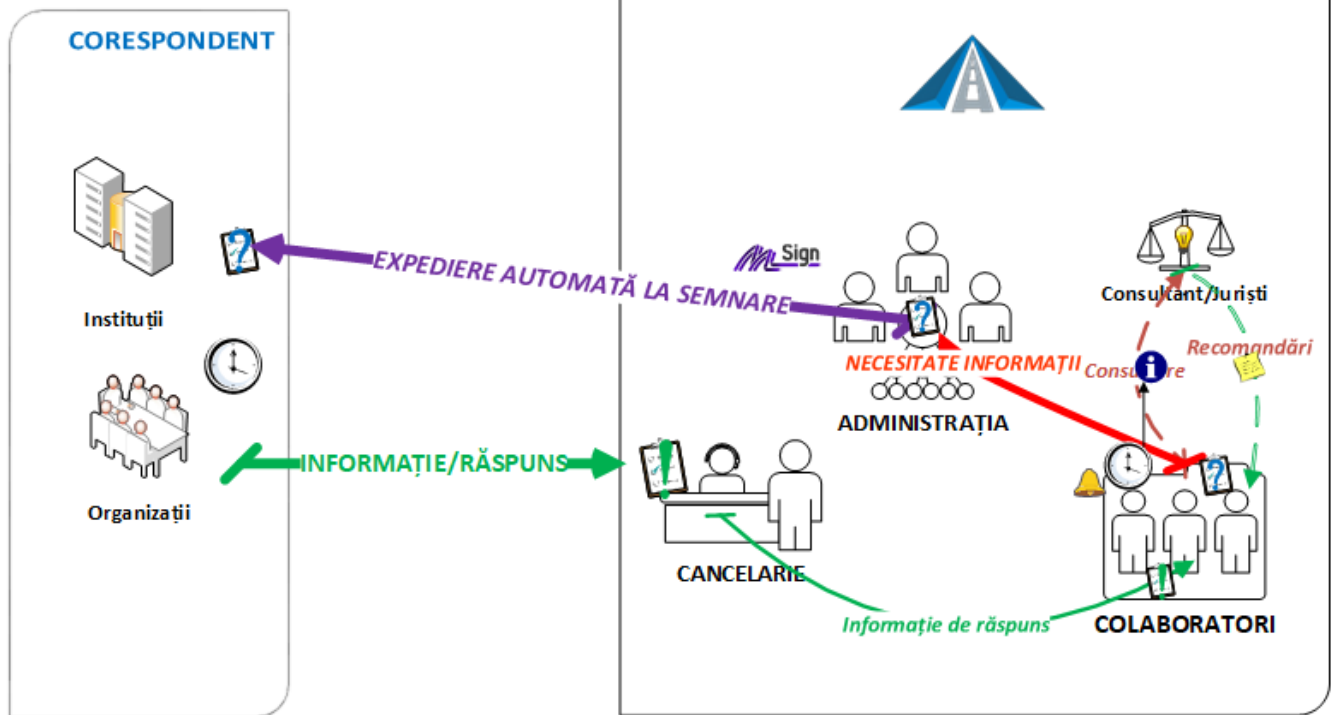 CORESPONDENT
Instituții
Organizații
EXPEDIERE AUTOMATĂ LA SEMNARE
INFORMAȚIE/RĂSPUNS
Sign
Consultant/Juriști
Recomandări
NECESITATE INFORMAȚII
ADMINISTRAȚIA
CANCELARIE
Informație de răspuns
COLABORATORI